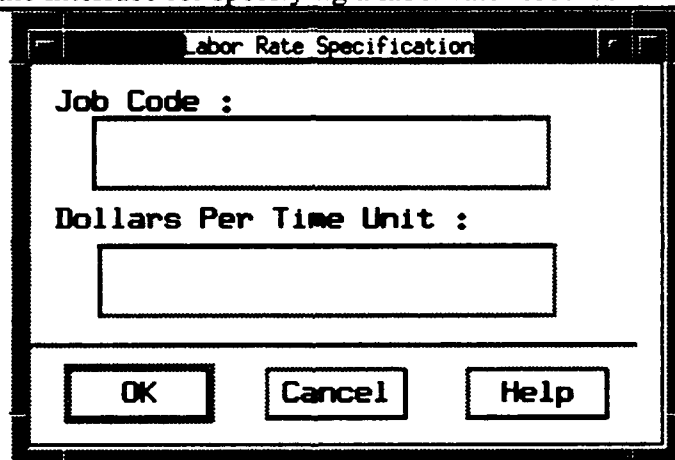 Labor Rate Specification
Job Code :
Dollars Per Time Unit :
OK Cancel Help